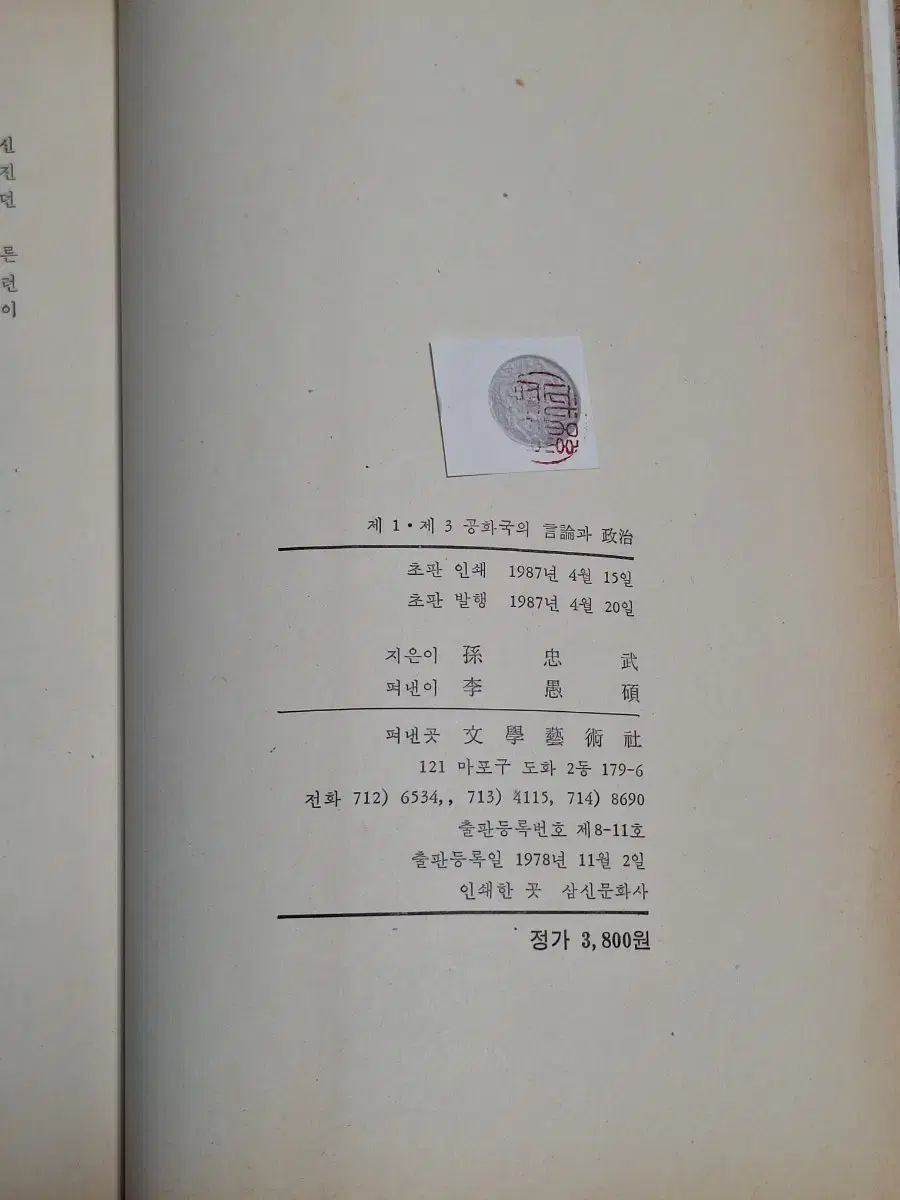 신
진
던
른
련
이
제 1・제 3 공화국의 言論과 政治
초판 인쇄 1987년 4월 15일
초판 발행 1987년 4월 20일
지은이 孫 忠 武
펴낸이 李 愚 碩
펴낸곳 文 學 藝 術 社
121 마포구 도화 2동 179-6
전화 712) 6534,, 713) 4115, 714) 8690
출판등록번호 제8-11호
출판등록일 1978년 11월 2일
인쇄한 곳 삼신문화사
정가 3,800원